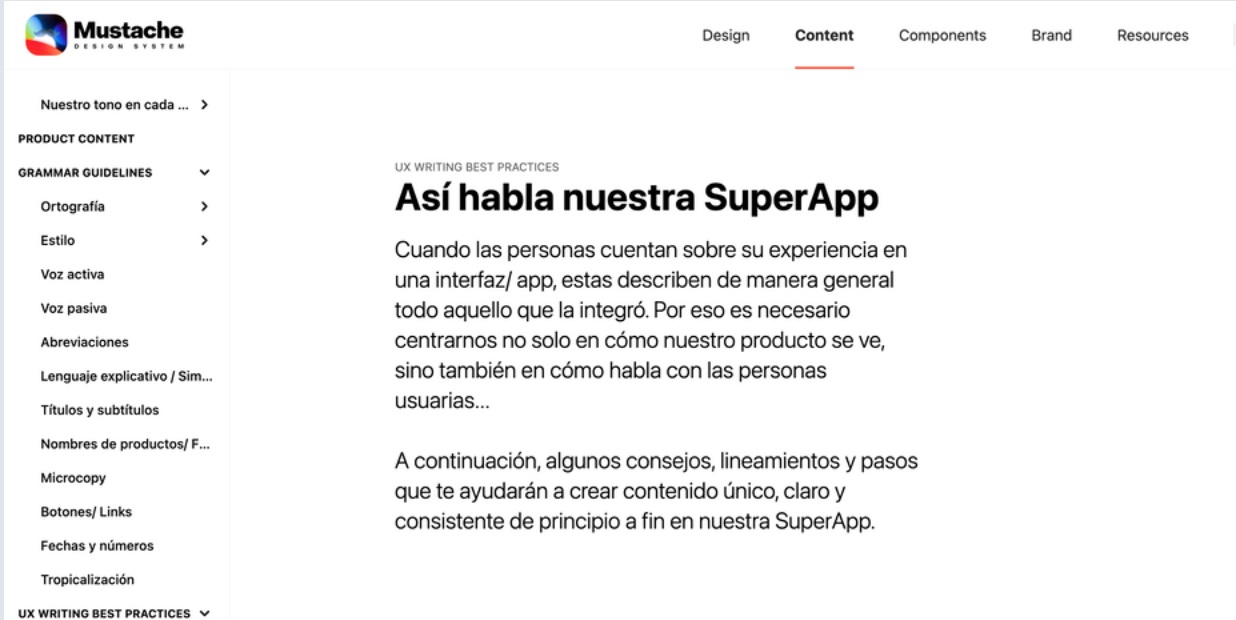 Mustache
DESIGN SYSTEM
Design
Content
Components
Brand
Resources
Nuestro tono en cada ...
PRODUCT CONTENT
GRAMMAR GUIDELINES
Ortografía
Estilo
Voz activa
Voz pasiva
Abreviaciones
Lenguaje explicativo / Sim...
Títulos y subtítulos
Nombres de productos/ F...
Microcopy
Botones/ Links
Fechas y números
Tropicalización
UX WRITING BEST PRACTICES
UX WRITING BEST PRACTICES
Así habla nuestra SuperApp
Cuando las personas cuentan sobre su experiencia en
una interfaz/ app, estas describen de manera general
todo aquello que la integró. Por eso es necesario
centrarnos no solo en cómo nuestro producto se ve,
sino también en cómo habla con las personas
usuarias...
A continuación, algunos consejos, lineamientos y pasos
que te ayudarán a crear contenido único, claro y
consistente de principio a fin en nuestra SuperApp.